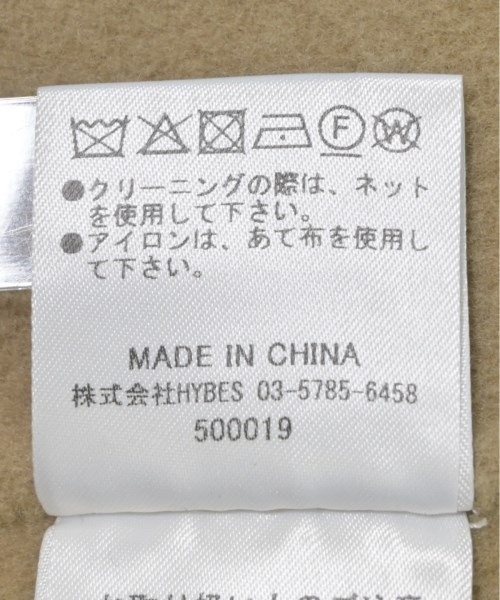 F W
●クリーニングの際は、ネット
を使用して下さい。
●アイロンは、あて布を使用し
て下さい。
MADE IN CHINA
株式会社HYBES 03-5785-6458
500019